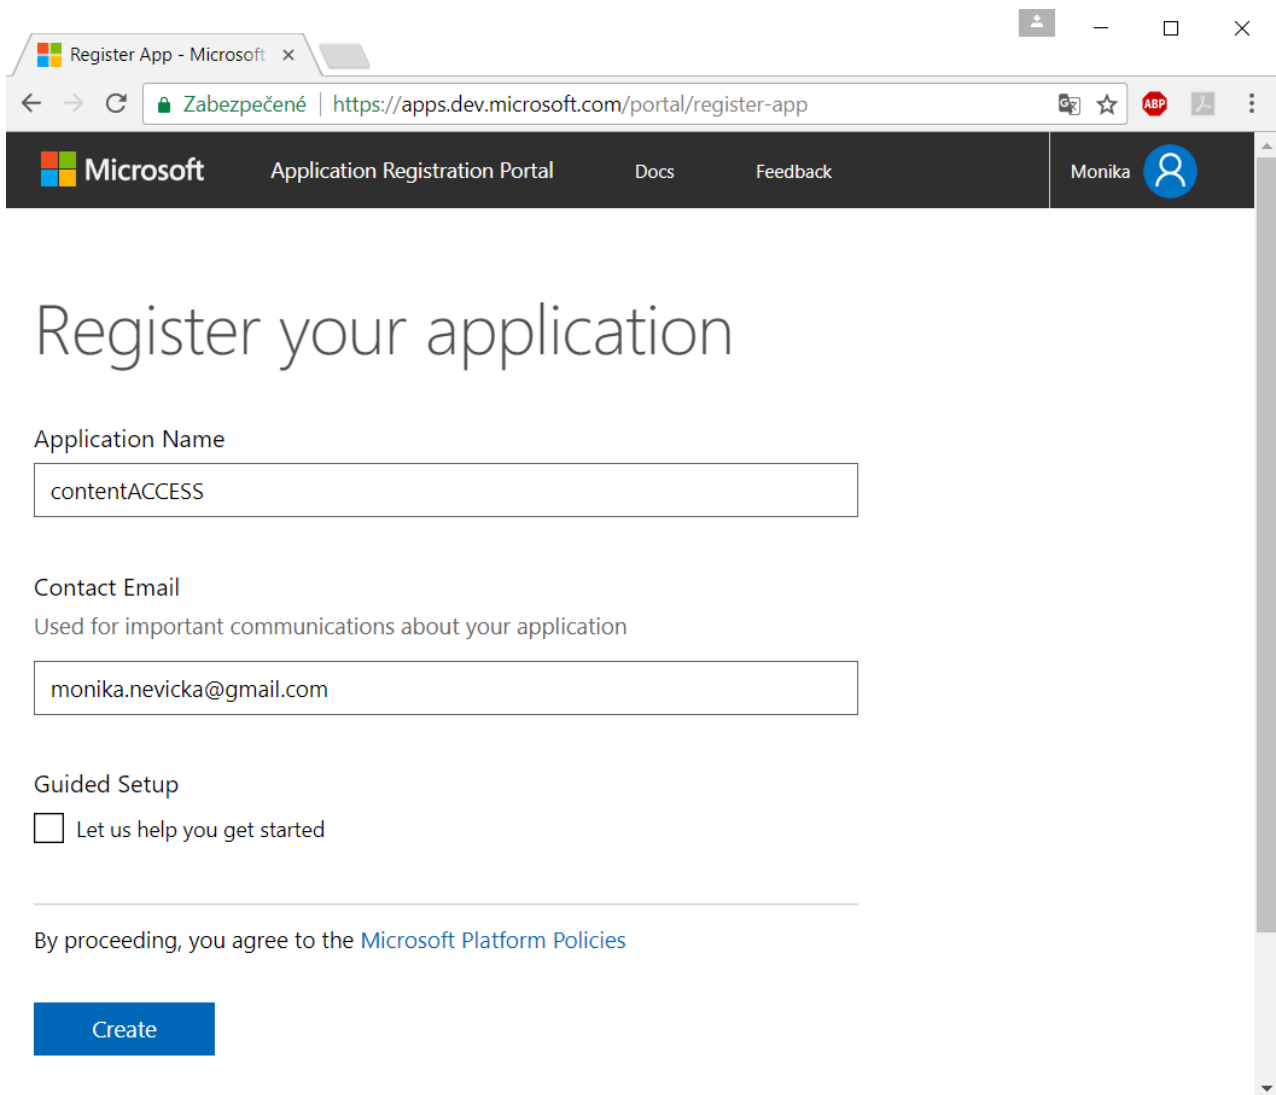 Register App - Microsoft
Zabezpečené | https://apps.dev.microsoft.com/portal/register-app
ABP
Microsoft Application Registration Portal Docs Feedback Monika
Register your application
Application Name
contentACCESS
Contact Email
Used for important communications about your application
monika.nevicka@gmail.com
Guided Setup
Let us help you get started
By proceeding, you agree to the Microsoft Platform Policies
Create